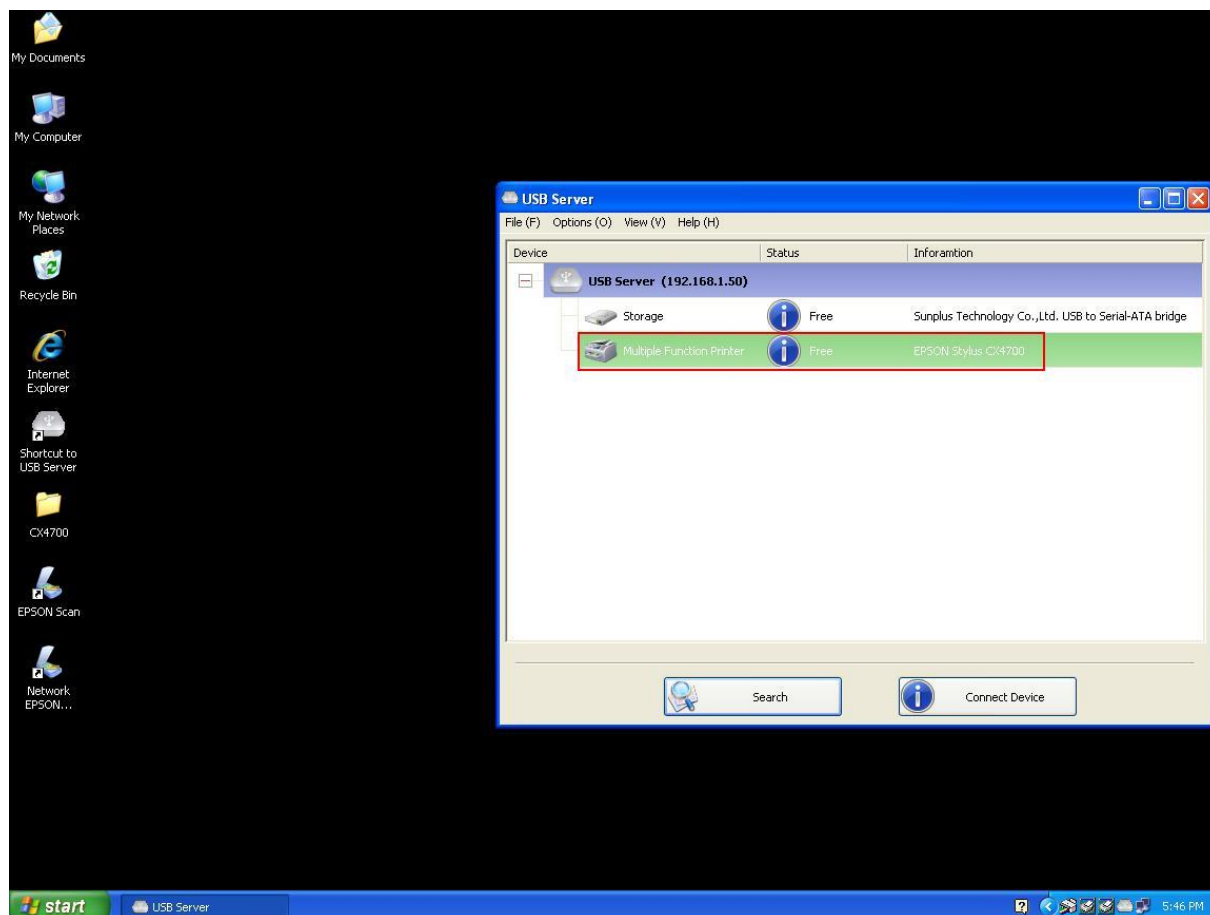 My Documents
My Computer
My Network
Places
Recycle Bin
Internet
Explorer
Shortcut to
USB Server
CX4700
EPSON Scan
Network
EPSON...
USB Server
File (F) Options (O) View (V) Help (H)
Device Status Inforamtion
USB Server (192.168.1.50)
Storage Free Sunplus Technology Co.,Ltd. USB to Serial-ATA bridge
Multiple Function Printer Free EPSON Stylus CX4700
Search Connect Device
start USB Server 5:46 PM